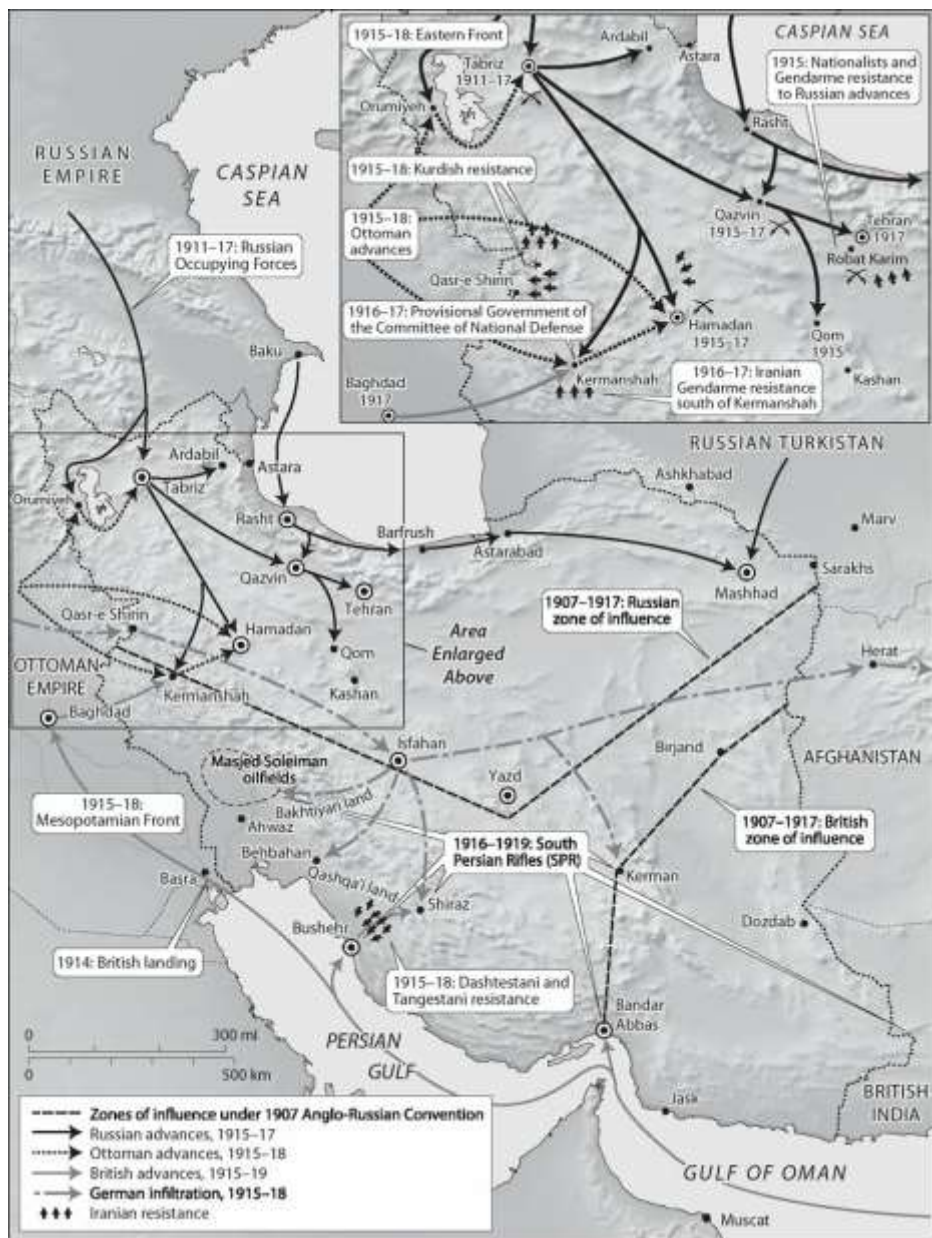 1915–18: Eastern Front
Ardabil
CASPIAN SEA
Tabriz
1911–17
Astara
1915: Nationalists and
Gendarme resistance
to Russian advances
Orumiyeh
Rasht
RUSSIAN
EMPIRE
CASPIAN
SEA
1915–18: Kurdish resistance
1915–18:
Ottoman
advances
Qazvin
1915–17
Tehran
1917
Robat Karim
1911–17: Russian
Occupying Forces
Qasr-e Shirin
1916–17: Provisional Government
of the Committee of National Defense
Hamadan
1915–17
Qom
1915
Baku
Kermanshah
1916–17: Iranian
Gendarme resistance
south of Kermanshah
Kashan
Baghdad
1917
RUSSIAN TURKISTAN
Ardabil
Astara
Ashkhabad
Tabriz
Orumiyeh
Marv
Rasht
Barfrush
Astarabad
Sarakhs
Qazvin
Tehran
Mashhad
Qasr-e Shirin
1907–1917: Russian
zone of influence
Hamadan
Area
Enlarged
Above
Qom
Herat
OTTOMAN
EMPIRE
Kermanshah
Kashan
Baghdad
Isfahan
Birjand
AFGHANISTAN
Masjed Soleiman
oilfields
Yazd
1915–18:
Mesopotamian Front
Bakhtiyari land
Ahwaz
1907–1917: British
zone of influence
1916–1919: South
Persian Rifles (SPR)
Behbahan
Kerman
Basra
Qashqa'i land
Shiraz
Dozdab
Bushehr
1914: British landing
1915–18: Dashtestani and
Tangestani resistance
Bandar
Abbas
0 300 mi
0 500 km
PERSIAN
GULF
Jask
BRITISH
INDIA
Zones of influence under 1907 Anglo-Russian Convention
Russian advances, 1915–17
Ottoman advances, 1915–18
British advances, 1915–19
German infiltration, 1915–18
Iranian resistance
GULF OF OMAN
Muscat